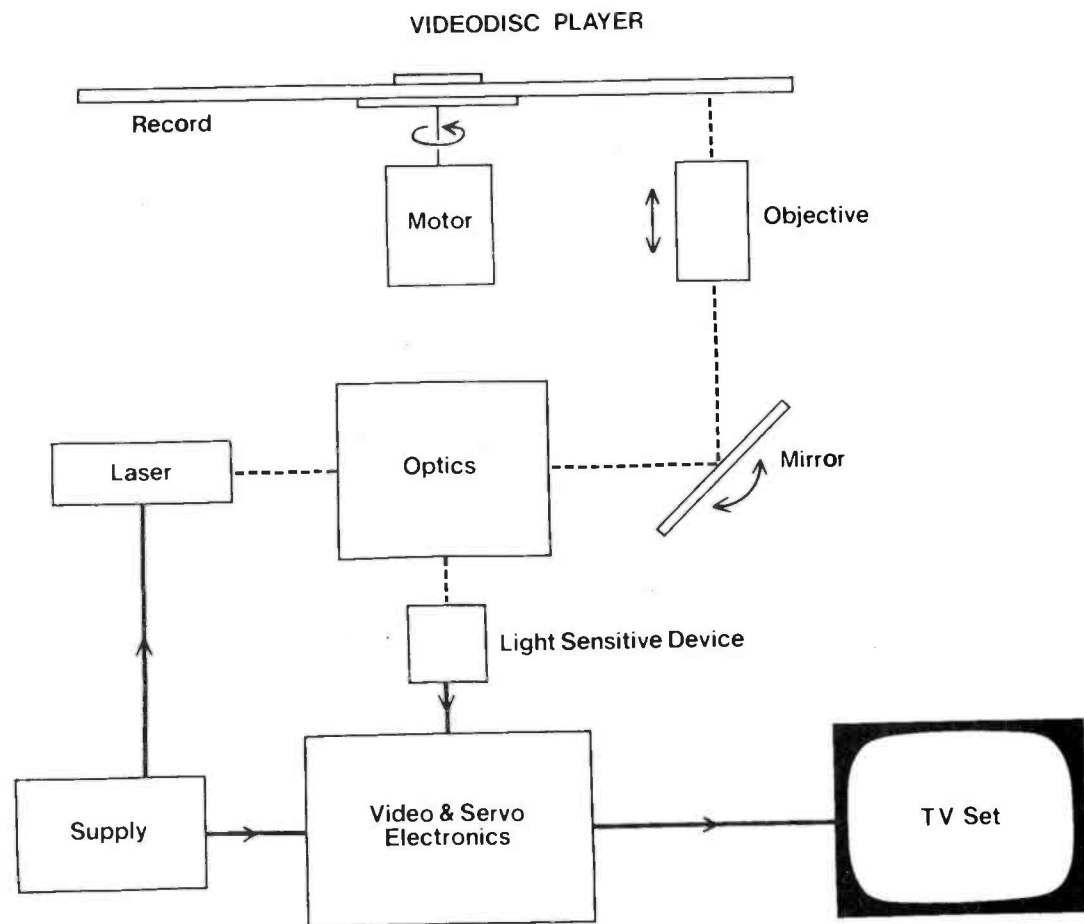 VIDEODISC PLAYER
Record
Motor
Objective
Laser
Optics
Mirror
Light Sensitive Device
Supply
Video & Servo
Electronics
TV Set